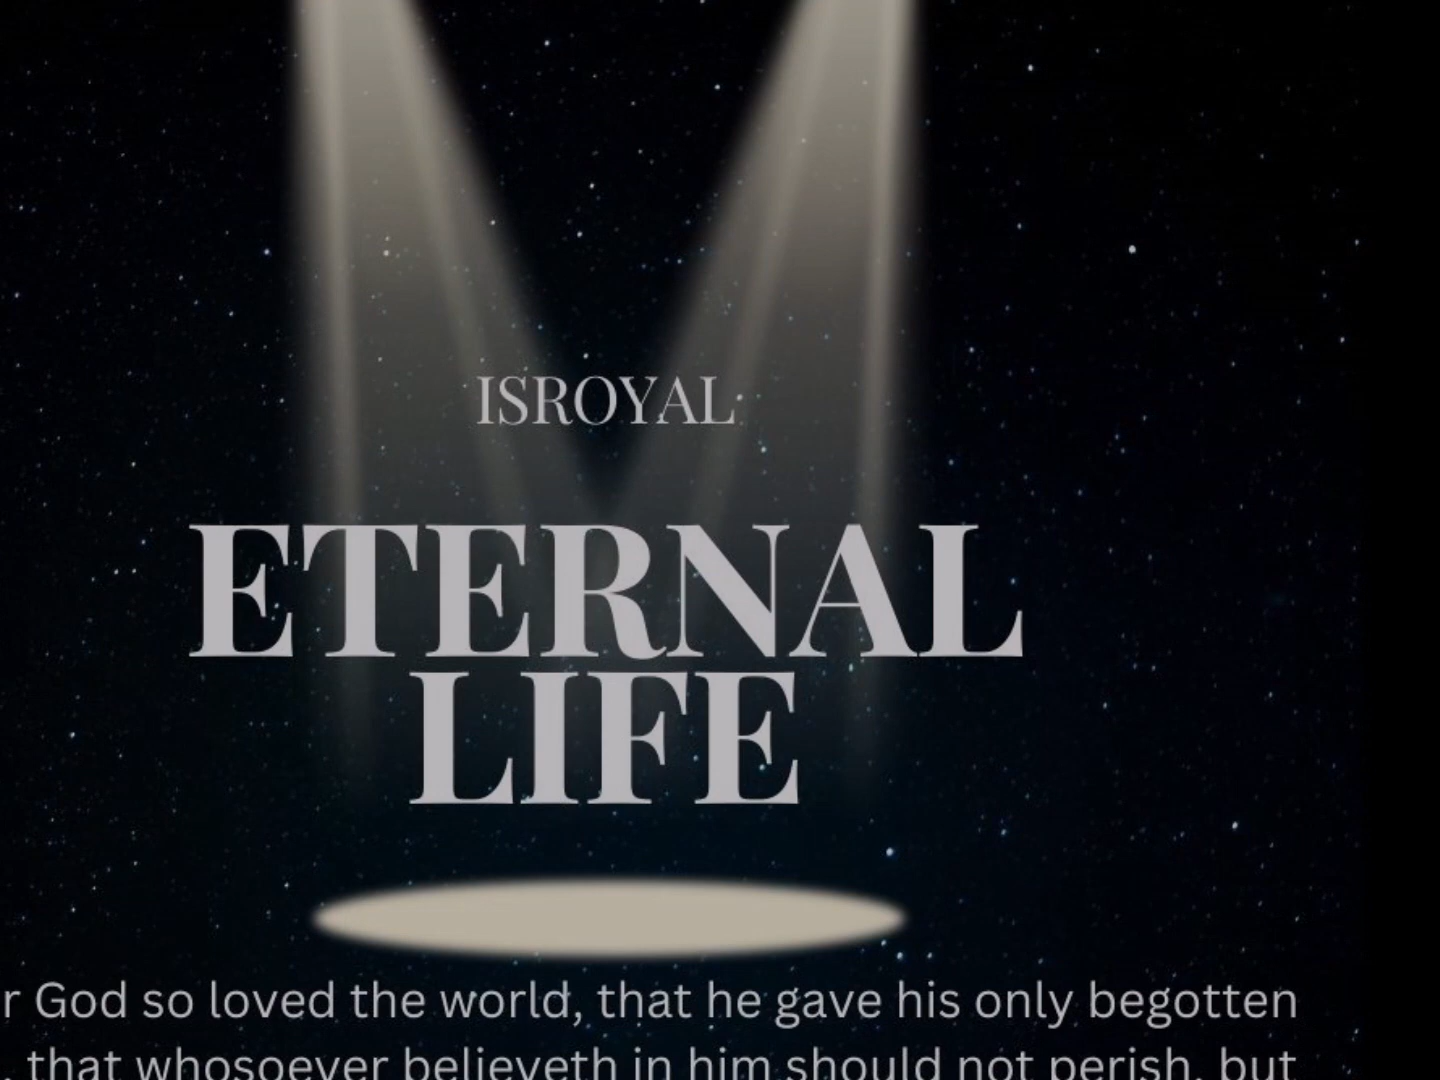 ISROYAL
ETERNAL
LIFE
r God so loved the world, that he gave his only begotten
, that whosoever believeth in him should not perish, but